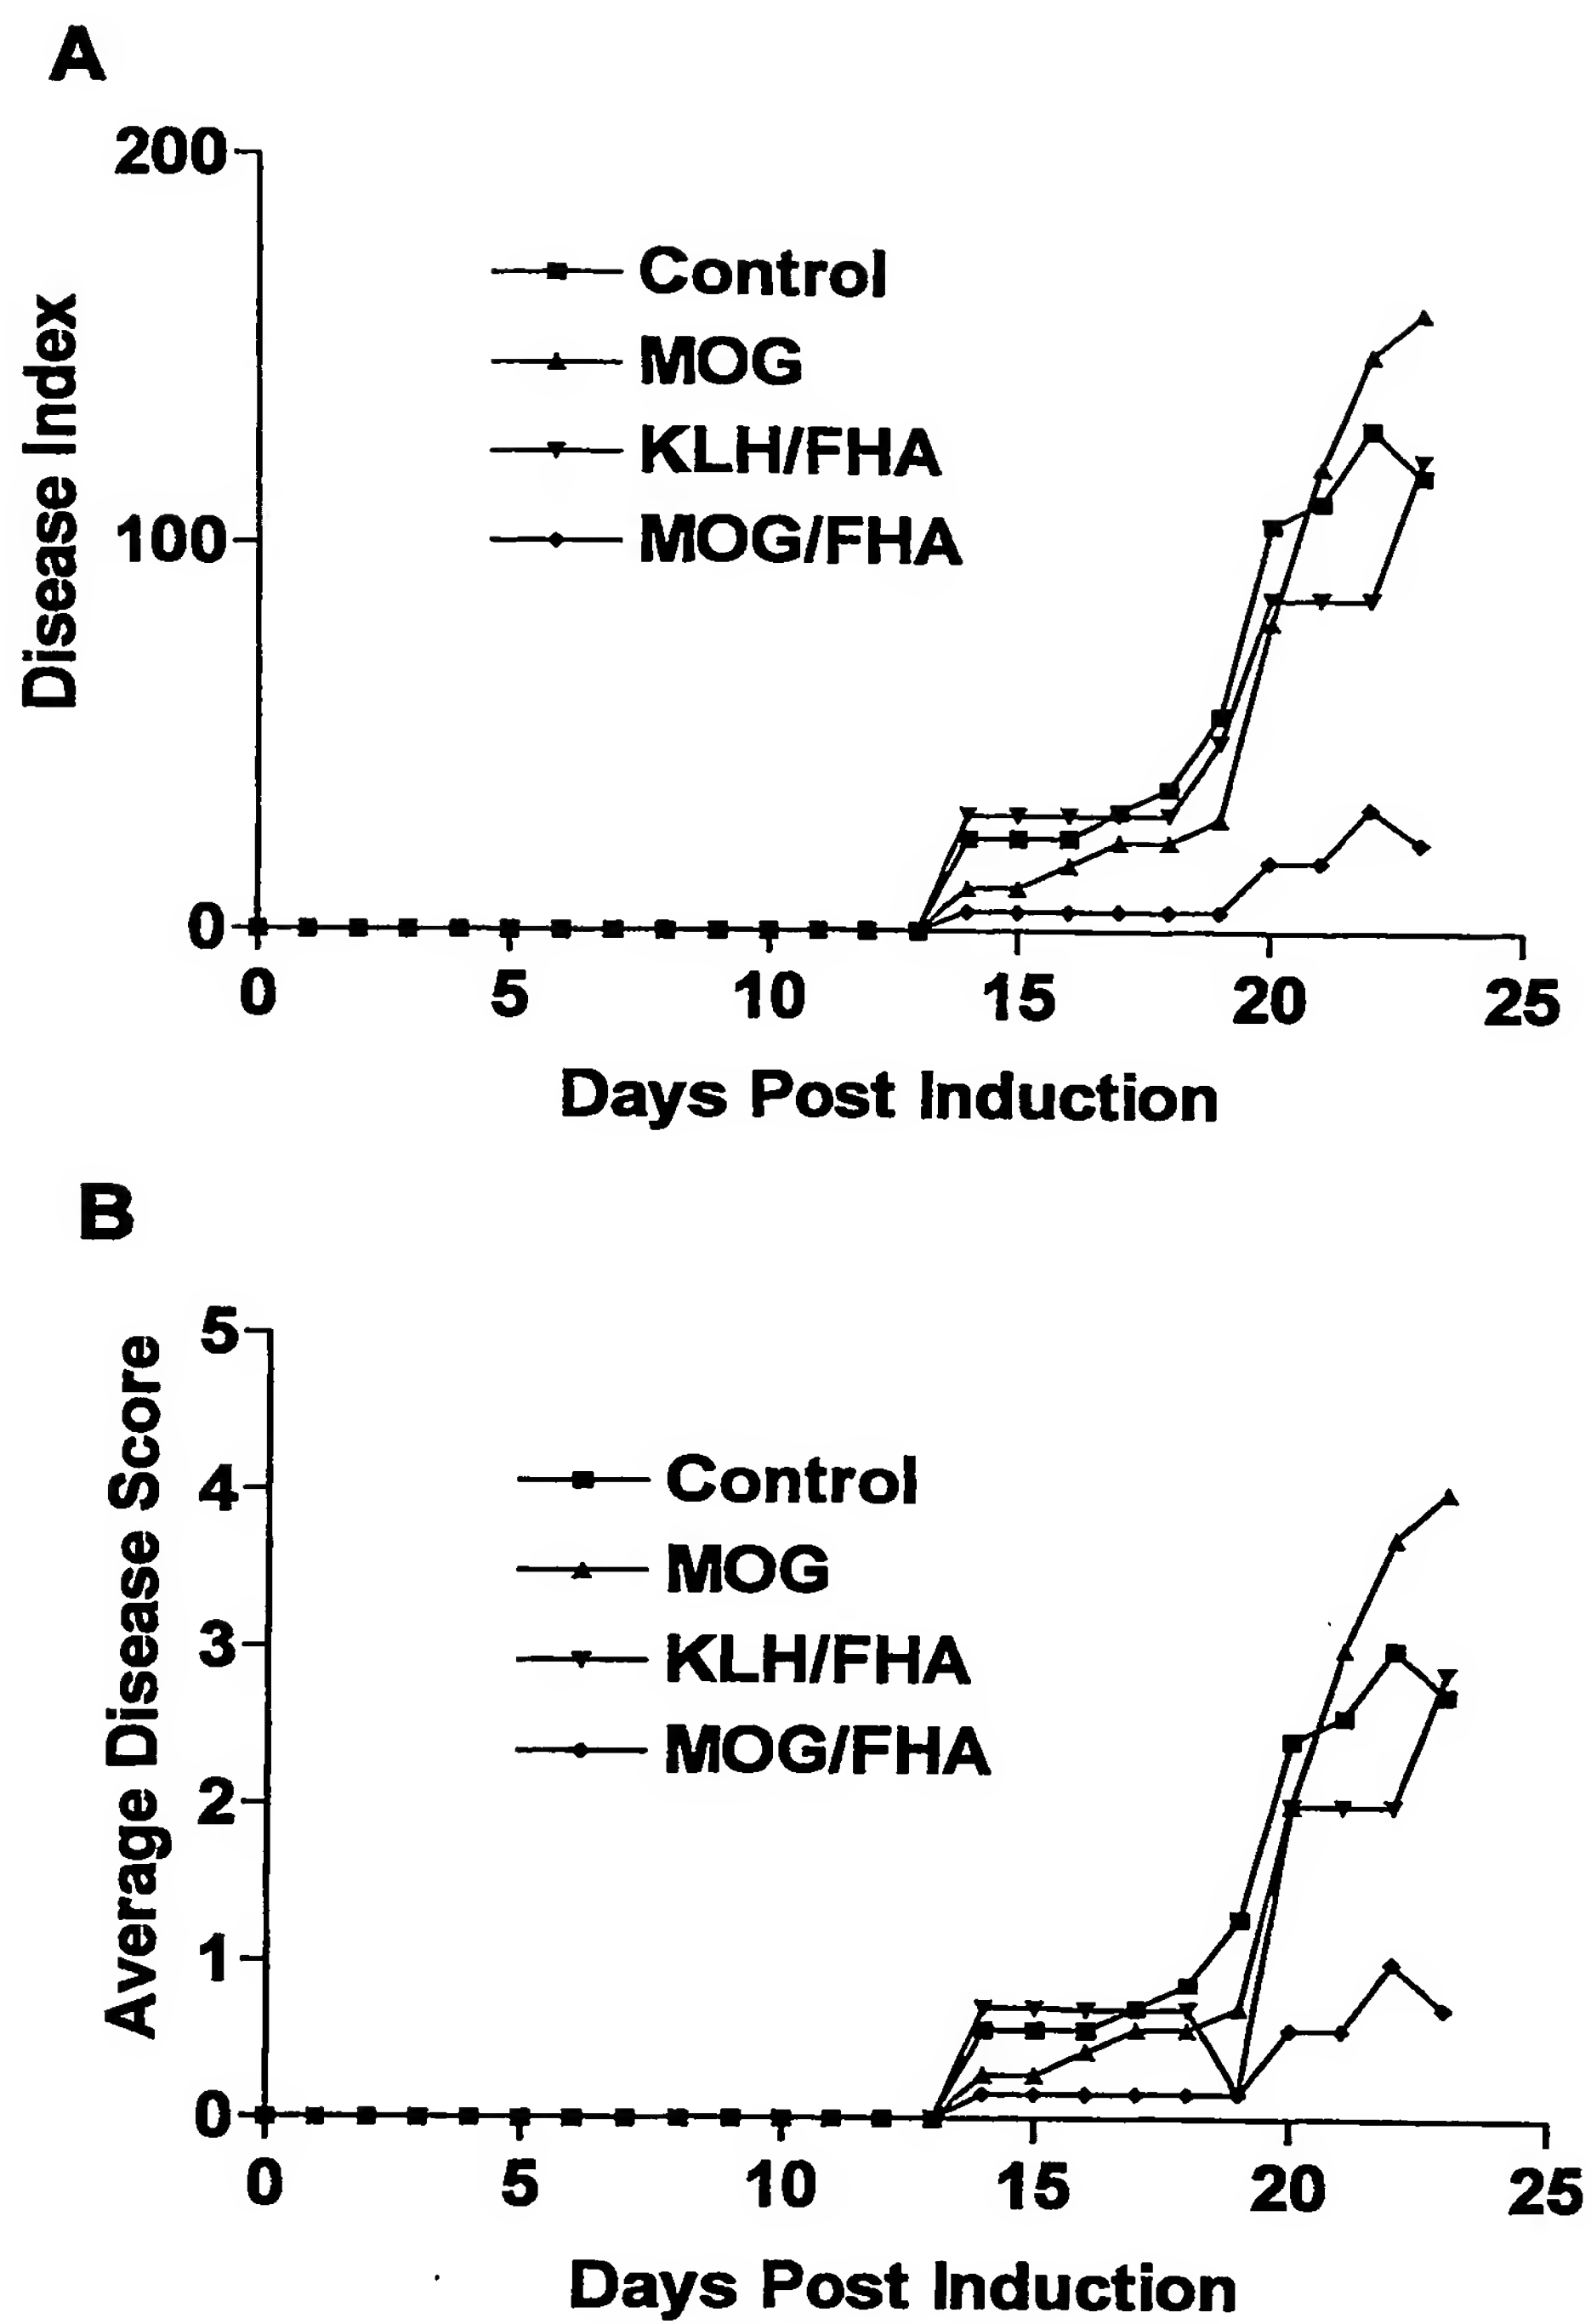 A
200
Control
MOG
KLH/FHA
100
MOG/FHA
Disease Index
0
0 5 10 15 20 25
Days Post Induction
B
5
4
Control
MOG
3
KLH/FHA
MOG/FHA
2
Average Disease Score
1
0
0 5 10 15 20 25
Days Post Induction